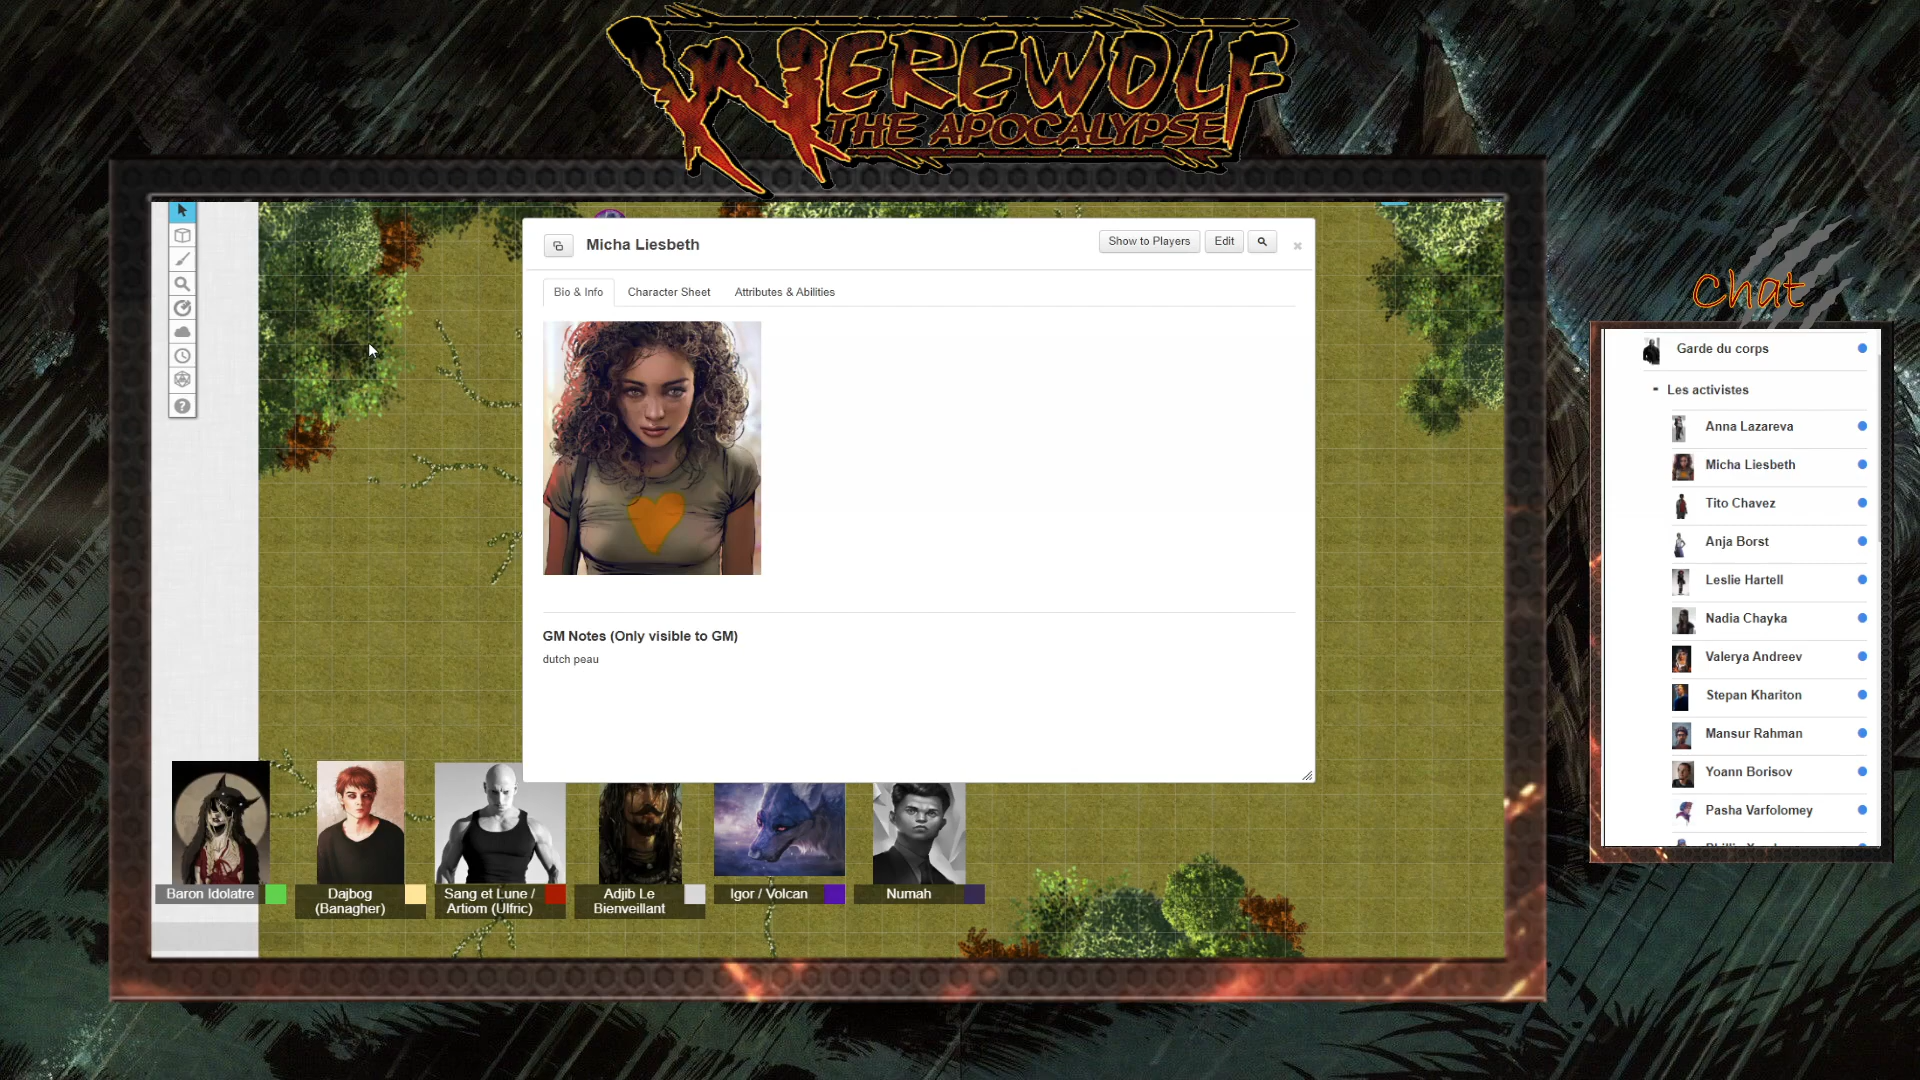 WEREWOLF
THE APOCALYPSE
Micha Liesbeth
Show to Players
Edit
Bio & Info
Character Sheet
Attributes & Abilities
GM Notes (Only visible to GM)
dutch peau
Baron Idolatre
Dajbog
(Banagher)
Sang et Lune /
Artiom (Ulfric)
Adjib Le
Bienveillant
Igor / Volcan
Numah
Chat
Garde du corps
Les activistes
Anna Lazareva
Micha Liesbeth
Tito Chavez
Anja Borst
Leslie Hartell
Nadia Chayka
Valerya Andreev
Stepan Khariton
Mansur Rahman
Yoann Borisov
Pasha Varfolomey